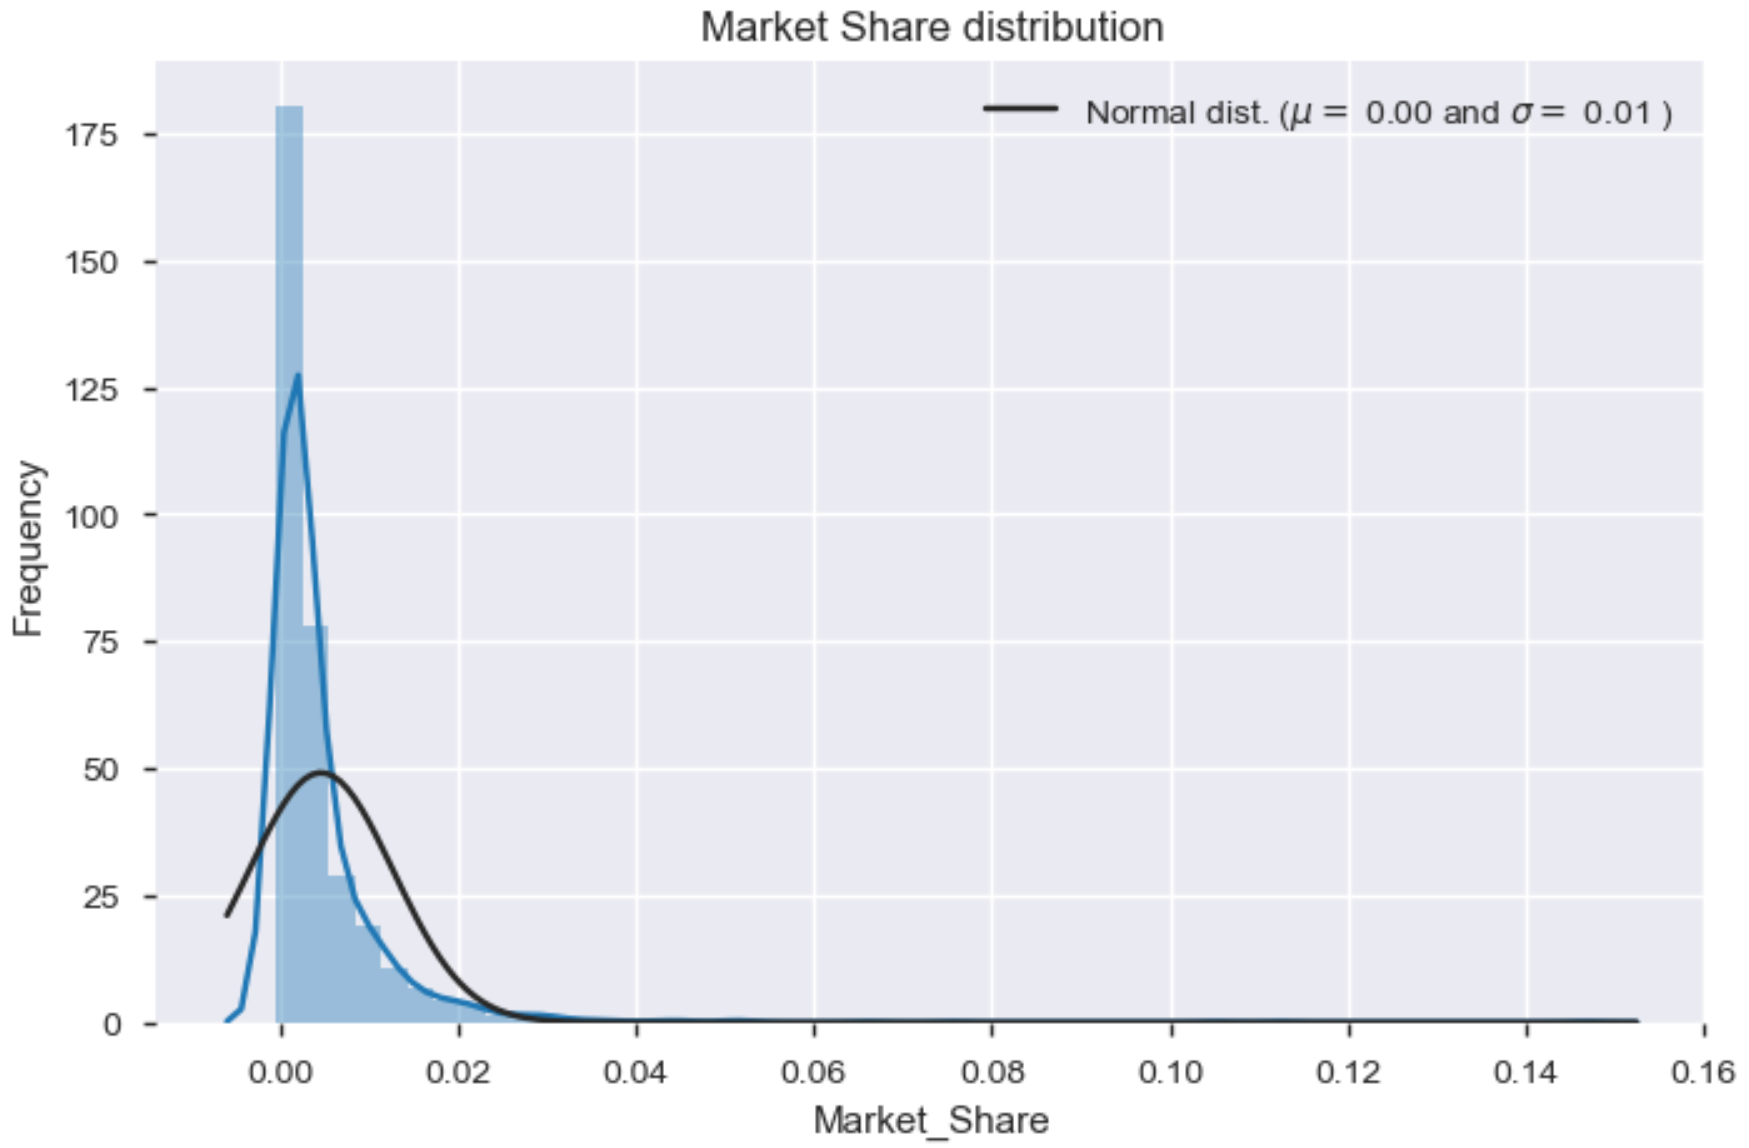 Market Share distribution
Normal dist. (μ = 0.00 and σ = 0.01 )
175
150
125
100
75
50
25
0
Frequency
0.00 0.02 0.04 0.06 0.08 0.10 0.12 0.14 0.16
Market_Share